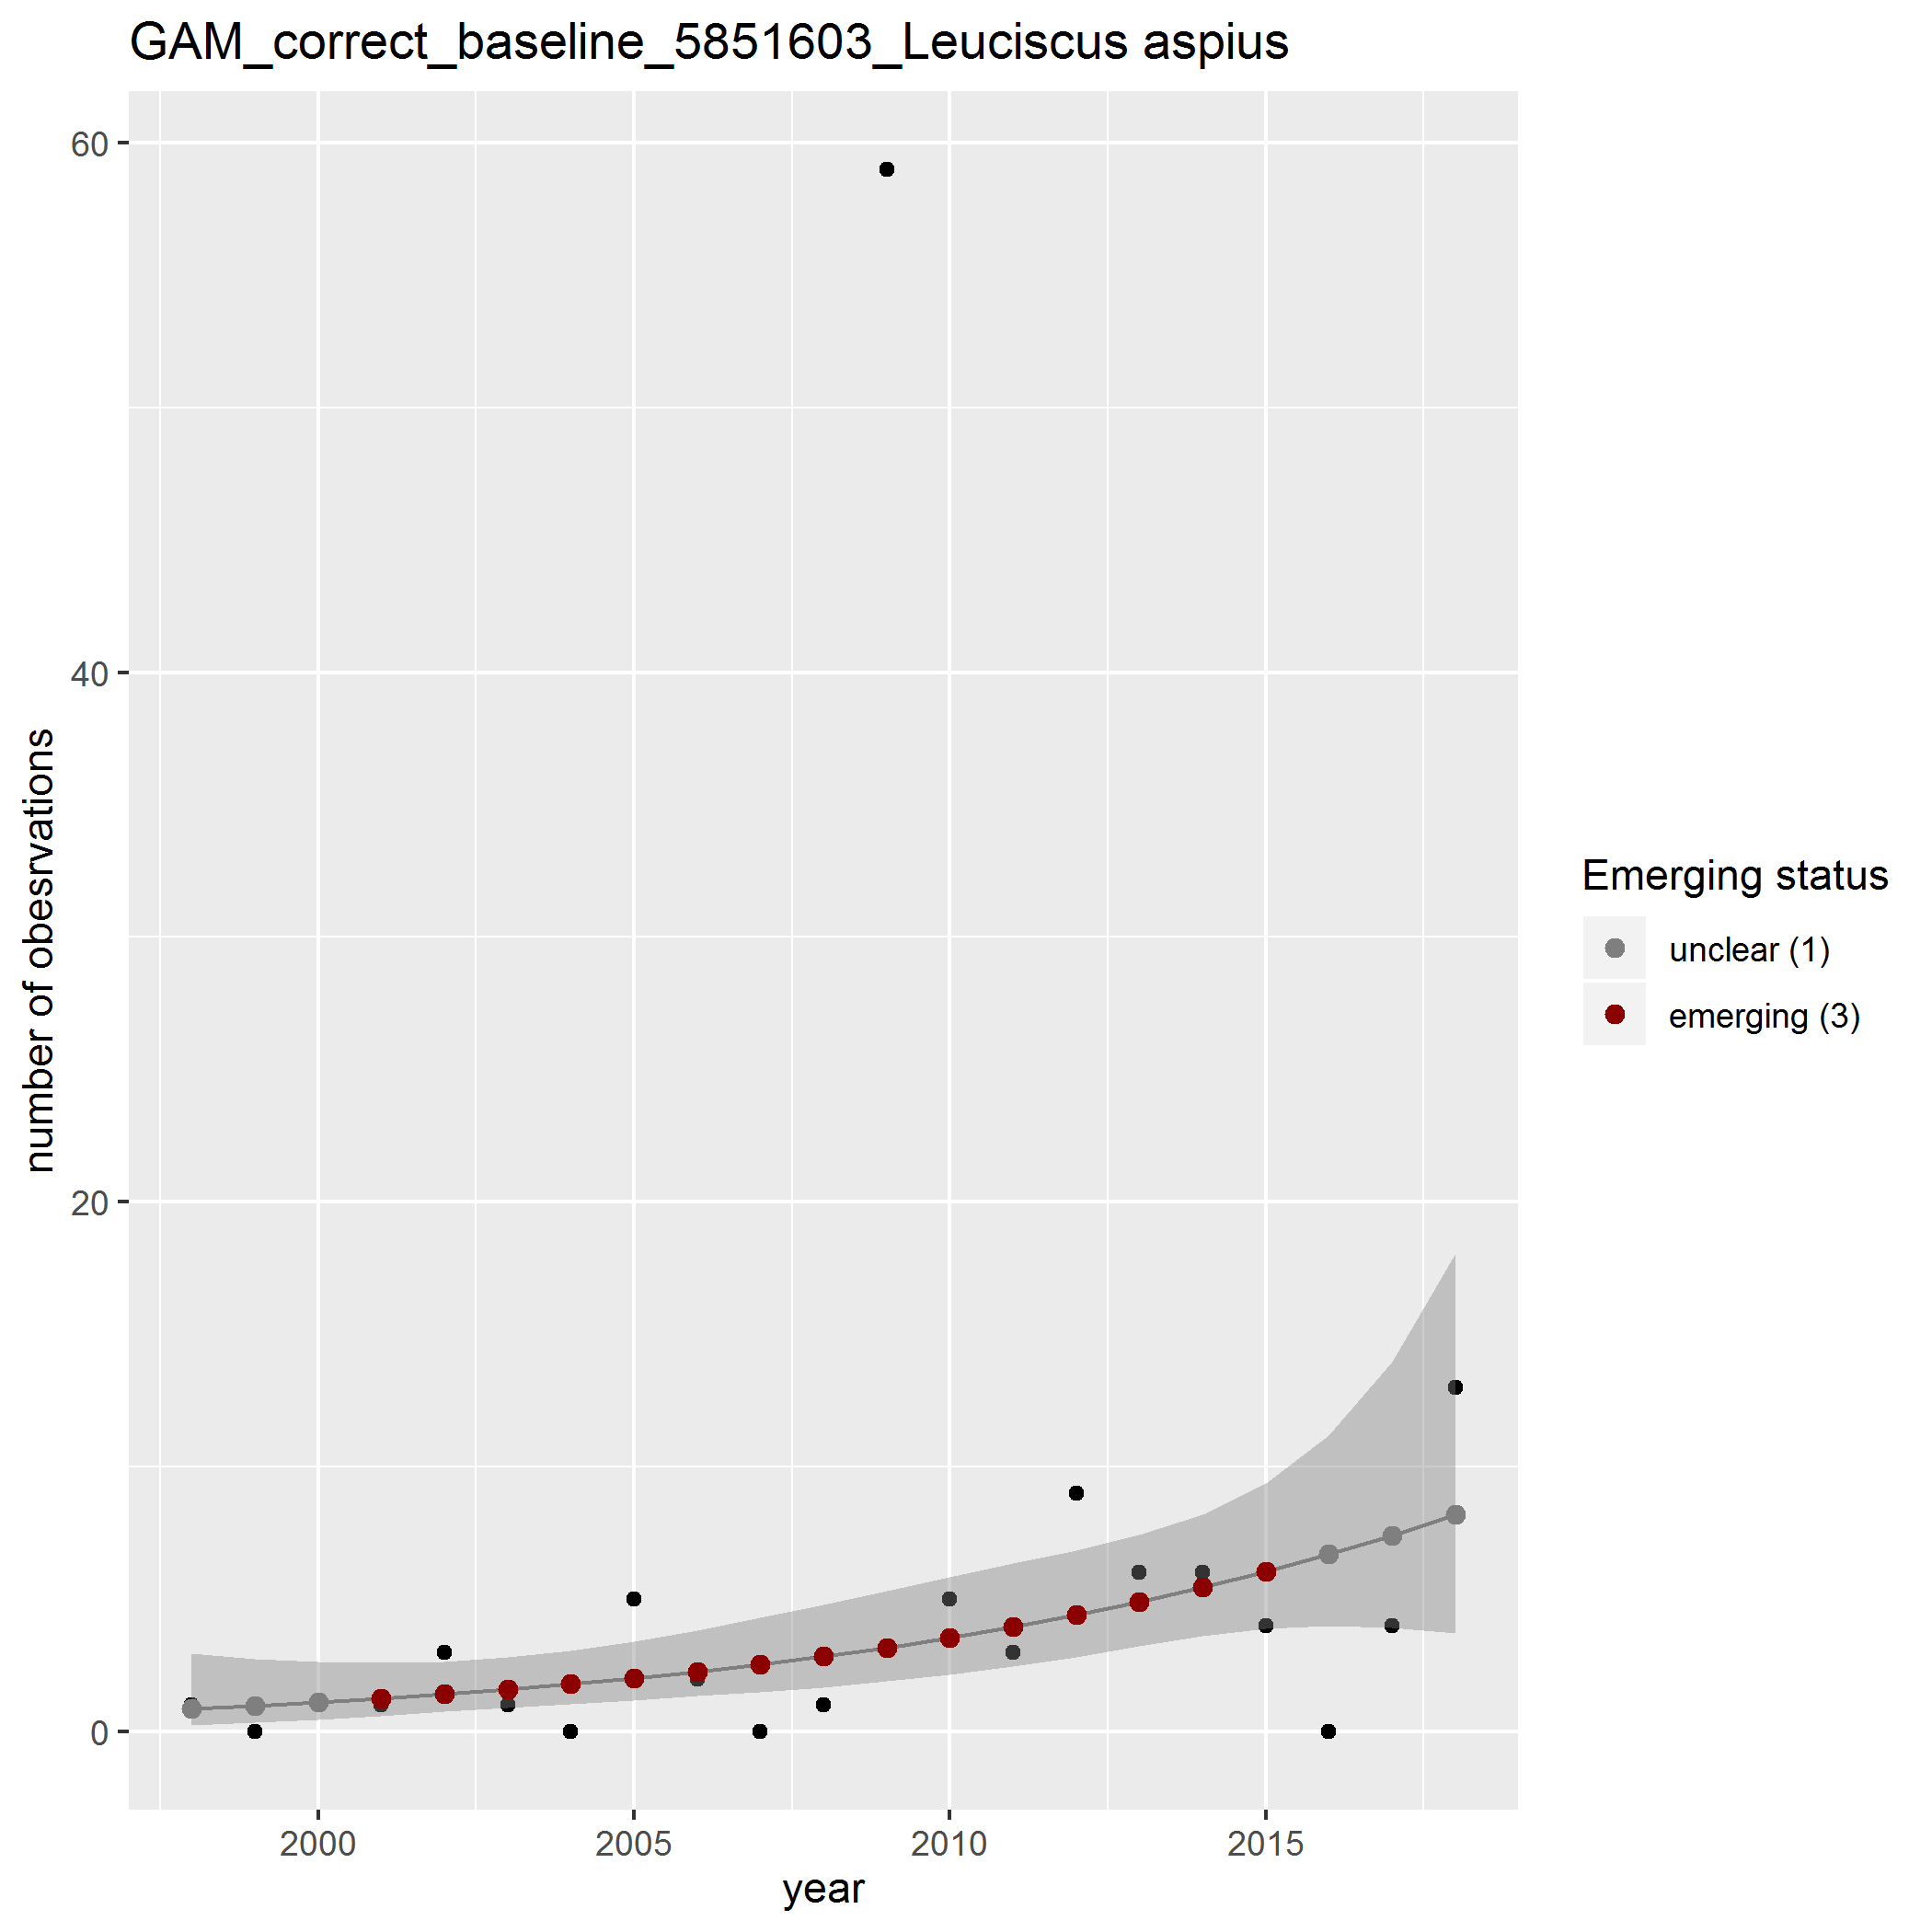 GAM_correct_baseline_5851603_Leuciscus aspius
60
40
20
0
number of obesrvations
2000
2005
2010
2015
year
Emerging status
unclear (1)
emerging (3)